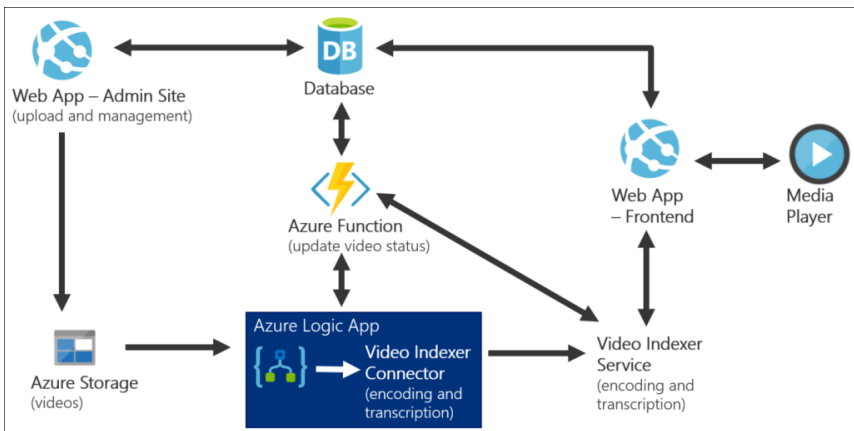 DB
Database
Web App – Admin Site
(upload and management)
Azure Function
(update video status)
Web App
– Frontend
Media
Player
Azure Storage
(videos)
Azure Logic App
Video Indexer
Connector
(encoding and
transcription)
Video Indexer
Service
(encoding and
transcription)